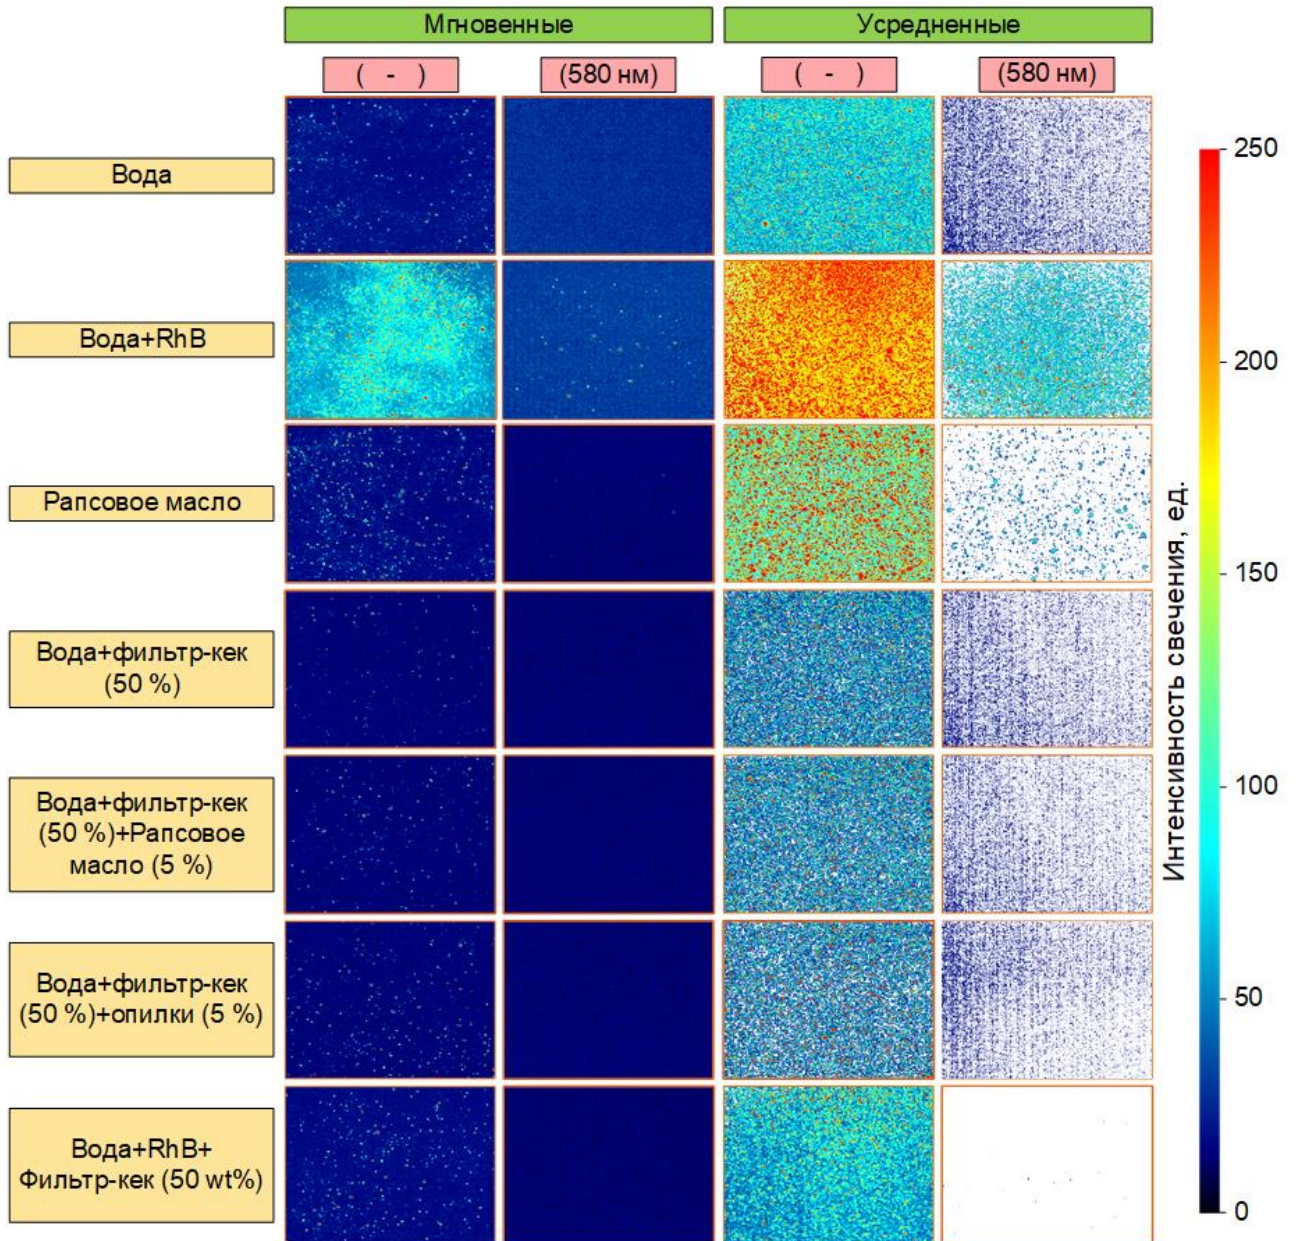 Мгновенные
Усредненные
( - )
(580 нм)
( - )
(580 нм)
Вода
Вода+RhB
Рапсовое масло
Вода+фильтр-кек
(50 %)
Вода+фильтр-кек
(50 %)+Рапсовое
масло (5 %)
Вода+фильтр-кек
(50 %)+опилки (5 %)
Вода+RhB+
Фильтр-кек (50 wt%)
250
200
150
100
50
0
Интенсивность свечения, ед.